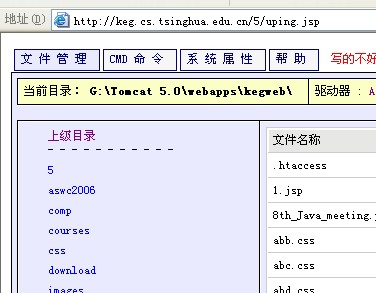 地址(D) http://keg.cs.tsinghua.edu.cn/5/uping.jsp
文件管理 CMD命令 系统属性 帮助 写的不好
当前目录: G:\Tomcat 5.0\webapps\kegweb\ 驱动器: A
上级目录
- - - - - - - - - - -
5
aswc2006
comp
courses
css
download
images
文件名称
.htaccess
1.jsp
8th_Java_meeting.
abb.css
abc.css
abd.css